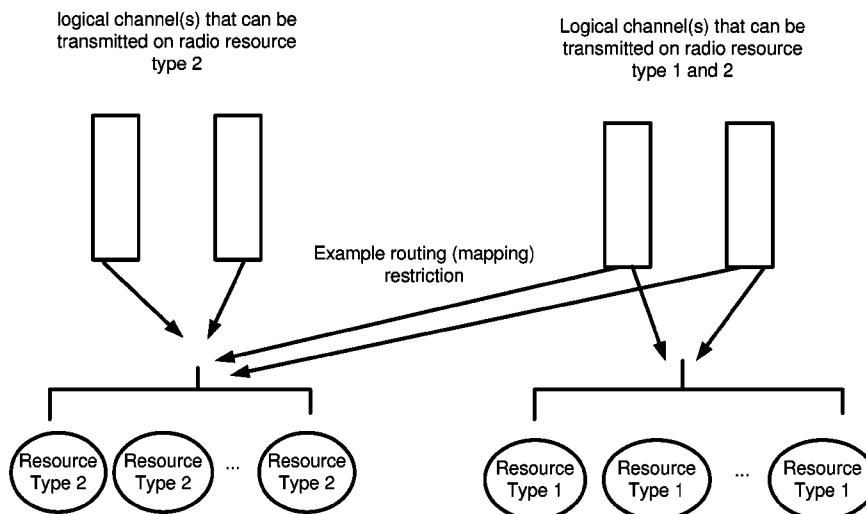 logical channel(s) that can be
transmitted on radio resource
type 2
Logical channel(s) that can be
transmitted on radio resource
type 1 and 2
Example routing (mapping)
restriction
Resource
Type 2
Resource
Type 2
...
Resource
Type 2
Resource
Type 1
Resource
Type 1
...
Resource
Type 1